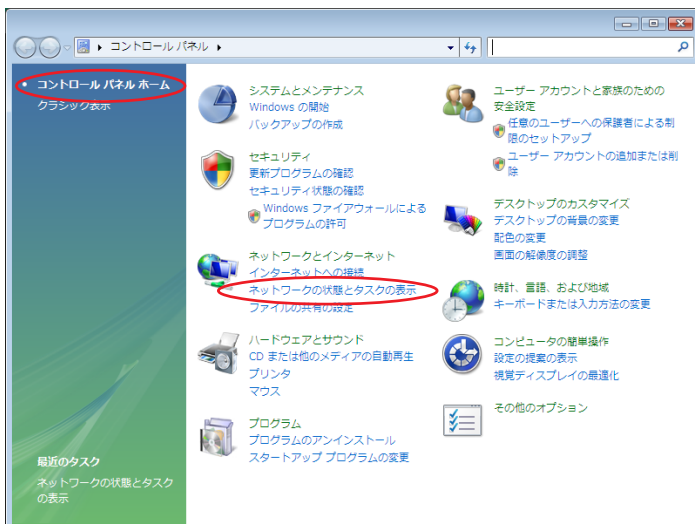 コントロール パネル
コントロール パネル ホーム
クラシック表示
最近のタスク
ネットワークの状態とタスク
の表示
システムとメンテナンス
Windows の開始
バックアップの作成
セキュリティ
更新プログラムの確認
セキュリティ状態の確認
Windows ファイアウォールによる
プログラムの許可
ネットワークとインターネット
インターネットへの接続
ネットワークの状態とタスクの表示
ファイルの共有の設定
ハードウェアとサウンド
CD または他のメディアの自動再生
プリンタ
マウス
プログラム
プログラムのアンインストール
スタートアップ プログラムの変更
ユーザー アカウントと家族のための
安全設定
任意のユーザーへの保護者による制
限のセットアップ
ユーザー アカウントの追加または削
除
デスクトップのカスタマイズ
デスクトップの背景の変更
配色の変更
画面の解像度の調整
時計、言語、および地域
キーボードまたは入力方法の変更
コンピュータの簡単操作
設定の提案の表示
視覚ディスプレイの最適化
その他のオプション